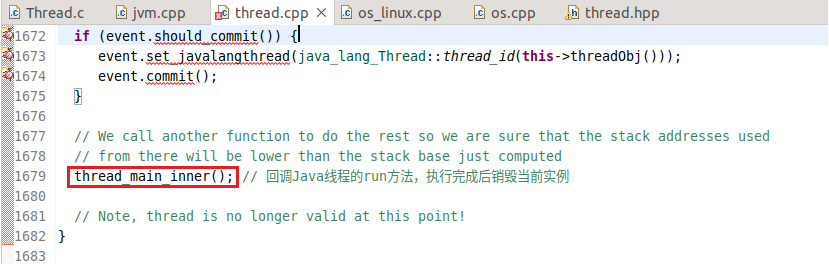 Thread.c jvm.cpp thread.cpp os_linux.cpp os.cpp thread.hpp
1672 if (event.should_commit()) {
1673 event.set_javalangthread(java_lang_Thread::thread_id(this->threadObj()));
1674 event.commit();
1675 }
1676
1677 // We call another function to do the rest so we are sure that the stack addresses used
1678 // from there will be lower than the stack base just computed
1679 thread_main_inner(); // 回调Java线程的run方法，执行完成后销毁当前实例
1680
1681 // Note, thread is no longer valid at this point!
1682 }
1683